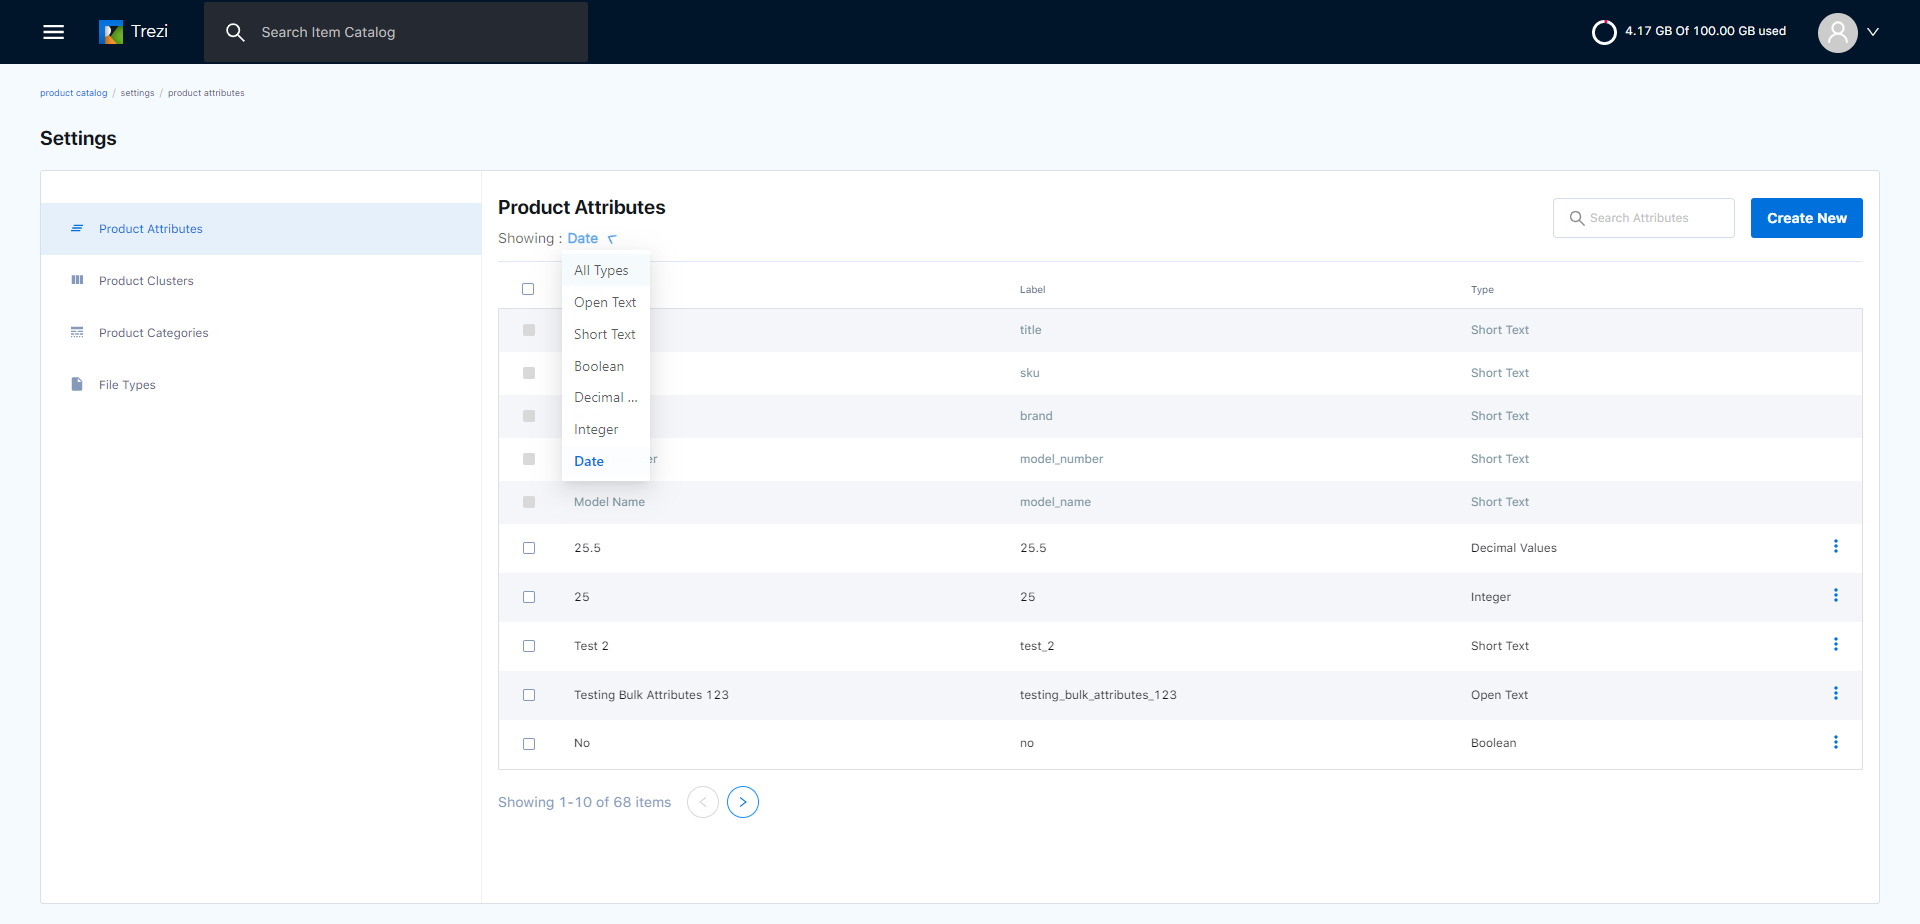 Trezi
Search Item Catalog
4.17 GB Of 100.00 GB used
product catalog / settings / product attributes
Settings
Product Attributes
Product Clusters
Product Categories
File Types
Product Attributes
Showing : Date
Search Attributes
Create New
All Types
Open Text
Short Text
Boolean
Decimal ...
Integer
Date
Label Type
title Short Text
sku Short Text
brand Short Text
er model_number Short Text
Model Name model_name Short Text
25.5 25.5 Decimal Values
25 25 Integer
Test 2 test_2 Short Text
Testing Bulk Attributes 123 testing_bulk_attributes_123 Open Text
No no Boolean
Showing 1-10 of 68 items